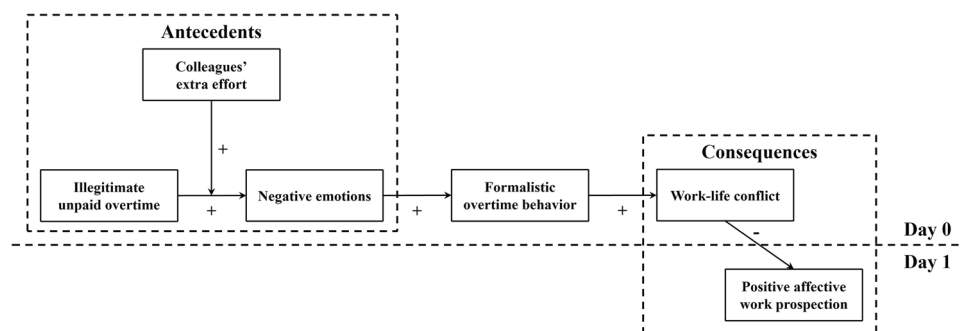 Antecedents
Colleagues’
extra effort
+
Illegitimate
unpaid overtime
+
Negative emotions
+
Formalistic
overtime behavior
+
Consequences
Work-life conflict
-
Day 0
Day 1
Positive affective
work prospection